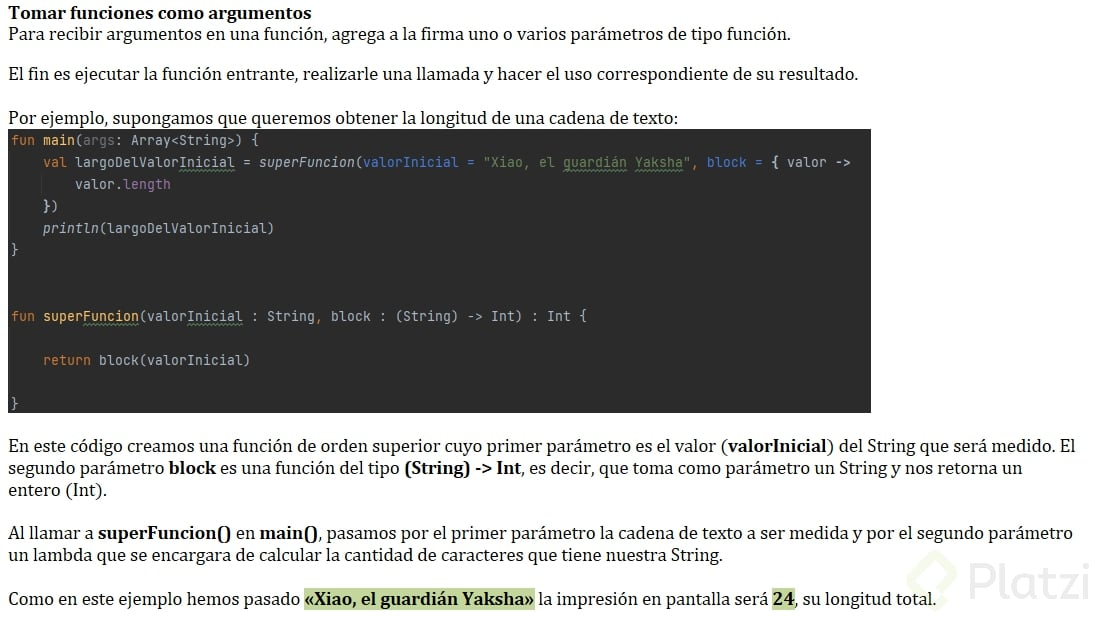 Tomar funciones como argumentos
Para recibir argumentos en una función, agrega a la firma uno o varios parámetros de tipo función.
El fin es ejecutar la función entrante, realizarle una llamada y hacer el uso correspondiente de su resultado.
Por ejemplo, supongamos que queremos obtener la longitud de una cadena de texto:
fun main(args: Array<String>) {
    val largoDelValorInicial = superFuncion(valorInicial = "Xiao, el guardián Yaksha", block = { valor ->
        valor.length
    })
    println(largoDelValorInicial)
}
fun superFuncion(valorInicial : String, block : (String) -> Int) : Int {
    return block(valorInicial)
}
En este código creamos una función de orden superior cuyo primer parámetro es el valor (valorInicial) del String que será medido. El
segundo parámetro block es una función del tipo (String) -> Int, es decir, que toma como parámetro un String y nos retorna un
entero (Int).
Al llamar a superFuncion() en main(), pasamos por el primer parámetro la cadena de texto a ser medida y por el segundo parámetro
un lambda que se encargara de calcular la cantidad de caracteres que tiene nuestra String.
Como en este ejemplo hemos pasado «Xiao, el guardián Yaksha» la impresión en pantalla será 24, su longitud total.
Platzi